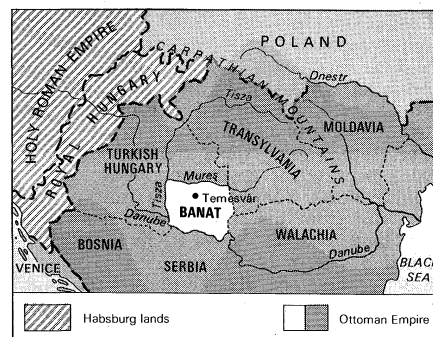 POLAND
CARPATHIAN MOUNTAINS
Dnestr
HOLY ROMAN EMPIRE
ROYAL HUNGARY
Tisza
TRANSYLVANIA
MOLDAVIA
TURKISH
HUNGARY
Mureş
Tisza
Temesvár
BANAT
Danube
BOSNIA
WALACHIA
Danube
BLACK
SEA
VENICE
SERBIA
Habsburg lands
Ottoman Empire